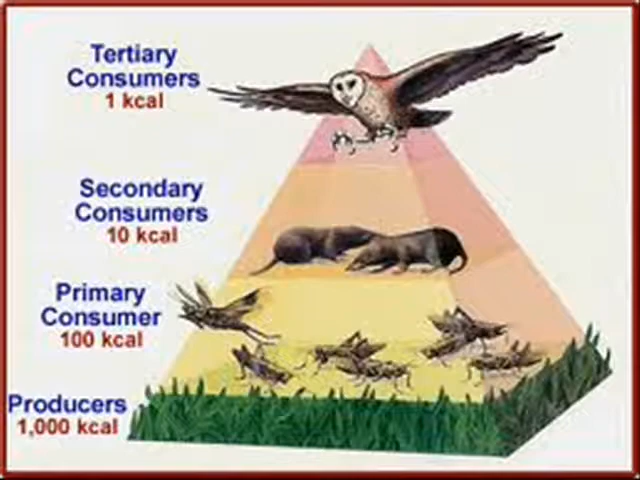 Tertiary
Consumers
1 kcal
Secondary
Consumers
10 kcal
Primary
Consumer
100 kcal
Producers
1,000 kcal